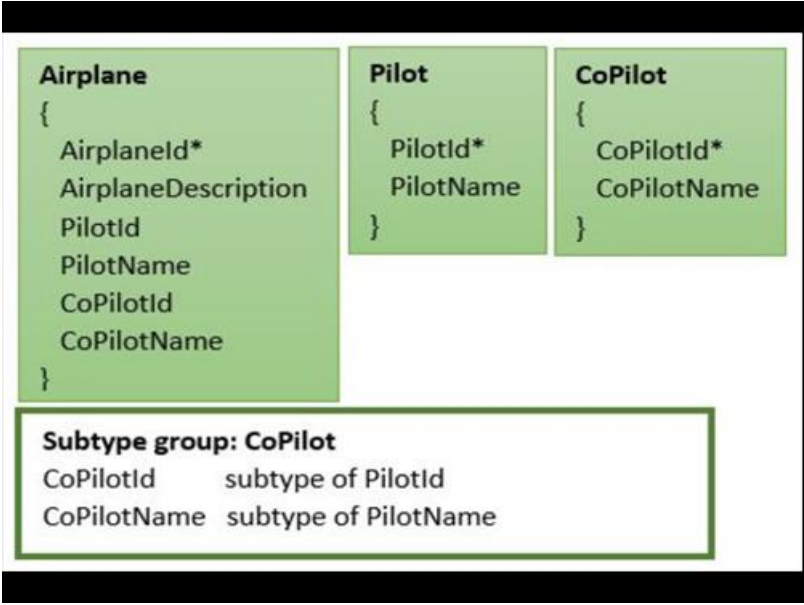 Airplane
{
AirplaneId*
AirplaneDescription
PilotId
PilotName
CoPilotId
CoPilotName
}
Pilot
{
PilotId*
PilotName
}
CoPilot
{
CoPilotId*
CoPilotName
}
Subtype group: CoPilot
CoPilotId subtype of PilotId
CoPilotName subtype of PilotName